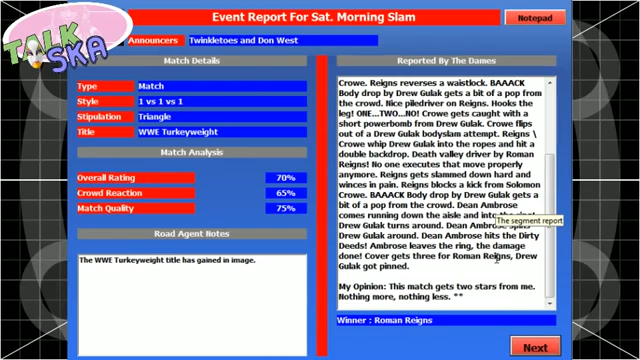 Event Report For Sat. Morning Slam
Notepad
TALK
SKA
Announcers
Twinkletoes and Don West
Match Details
Type
Match
Style
1 vs 1 vs 1
Stipulation
Triangle
Title
WWE Turkeyweight
Match Analysis
Overall Rating
70%
Crowd Reaction
65%
Match Quality
75%
Road Agent Notes
The WWE Turkeyweight title has gained in image.
Reported By The Dames
Crowe. Reigns reverses a waistlock. BAAACK
Body drop by Drew Gulak gets a bit of a pop from
the crowd. Nice piledriver on Reigns. Hooks the
leg! ONE...TWO...NO! Crowe gets caught with a
short powerbomb from Drew Gulak. Crowe flips
out of a Drew Gulak bodyslam attempt. Reigns \
Crowe whip Drew Gulak into the ropes and hit a
double backdrop. Death valley driver by Roman
Reigns! No one executes that move properly
anymore. Reigns gets slammed down hard and
winces in pain. Reigns blocks a kick from Solomon
Crowe. BAAACK Body drop by Drew Gulak gets a
bit of a pop from the crowd. Dean Ambrose
comes running down the aisle and into the ring!
Drew Gulak turns around. Dean Ambrose spins
Drew Gulak around. Dean Ambrose hits the Dirty
Deeds! Ambrose leaves the ring, the damage
done! Cover gets three for Roman Reigns, Drew
Gulak got pinned.
My Opinion: This match gets two stars from me.
Nothing more, nothing less. **
The segment report
Winner : Roman Reigns
Next